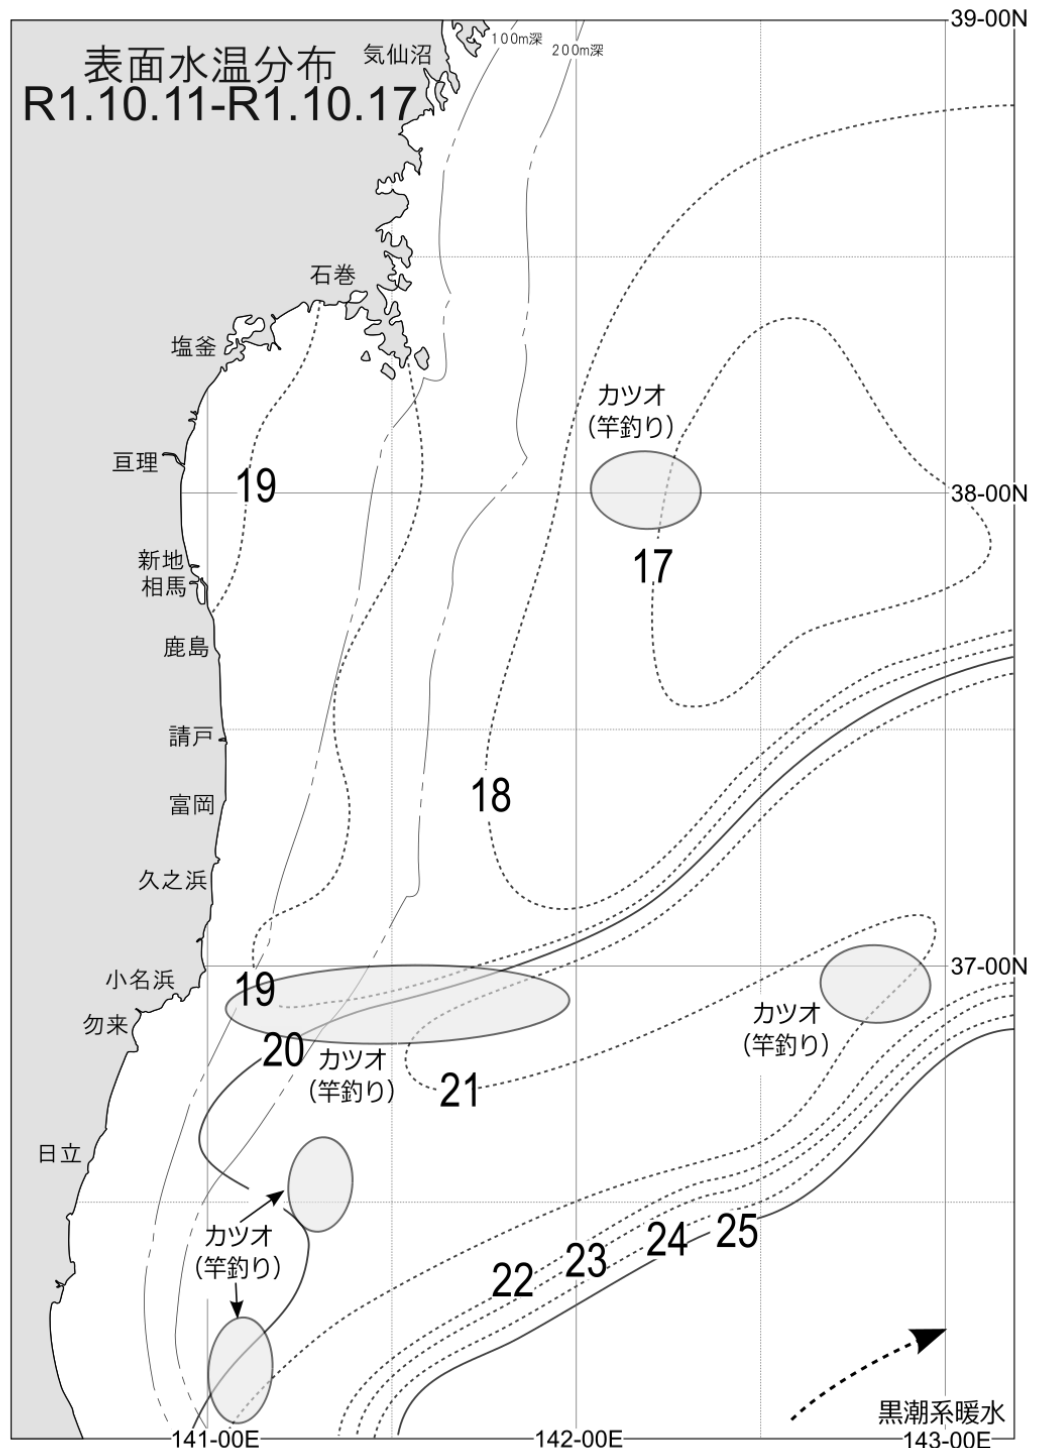 39-00N
100m深
200m深
気仙沼
表面水温分布
R1.10.11-R1.10.17
石巻
塩釜
カツオ
(竿釣り)
亘理
19
38-00N
新地
17
相馬
鹿島
請戸
18
富岡
久之浜
37-00N
小名浜
19
勿来
カツオ
(竿釣り)
20
カツオ
(竿釣り)
21
日立
カツオ
(竿釣り)
22
23
24
25
黒潮系暖水
141-00E
142-00E
143-00E